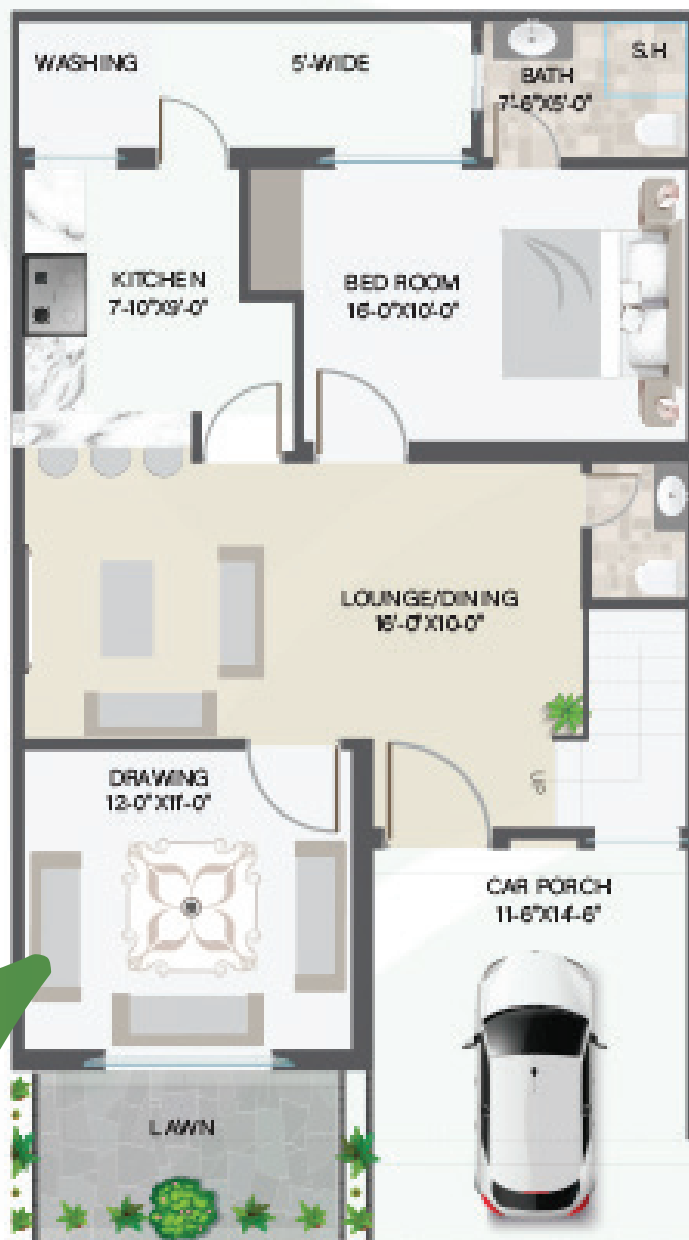 WASHING
5'-WIDE
S.H
BATH
7'-6"X5'-0"
KITCHEN
7'-10"X9'-0"
BED ROOM
16'-0"X10'-0"
LOUNGE/DINING
16'-0"X10-0"
UP
DRAWING
12-0"X11'-0"
CAR PORCH
11-6"X14'-6"
LAWN